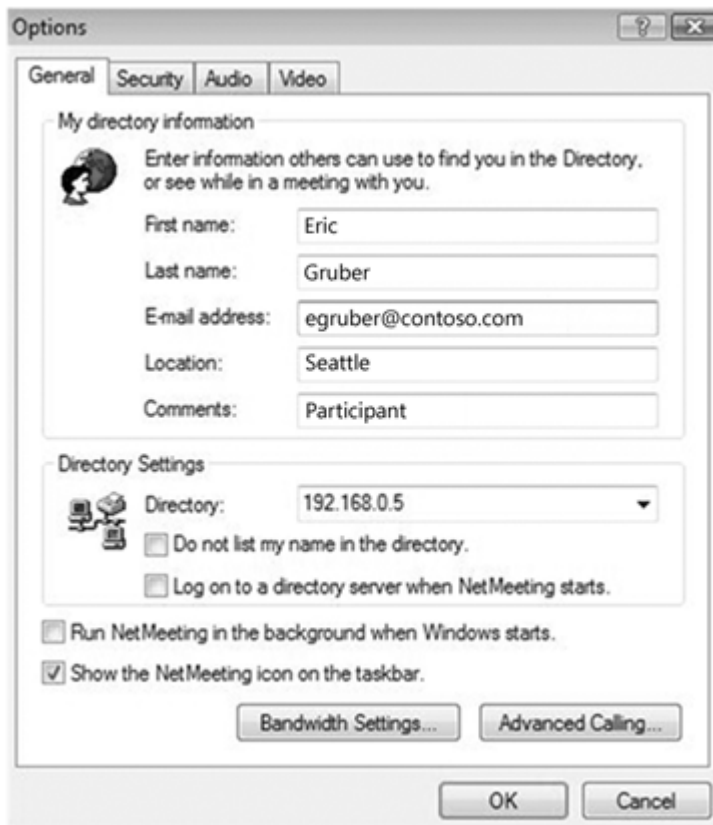 Options
General Security Audio Video
My directory information
Enter information others can use to find you in the Directory,
or see while in a meeting with you.
First name: Eric
Last name: Gruber
E-mail address: egruber@contoso.com
Location: Seattle
Comments: Participant
Directory Settings
Directory: 192.168.0.5
Do not list my name in the directory.
Log on to a directory server when NetMeeting starts.
Run NetMeeting in the background when Windows starts.
Show the NetMeeting icon on the taskbar.
Bandwidth Settings... Advanced Calling...
OK Cancel